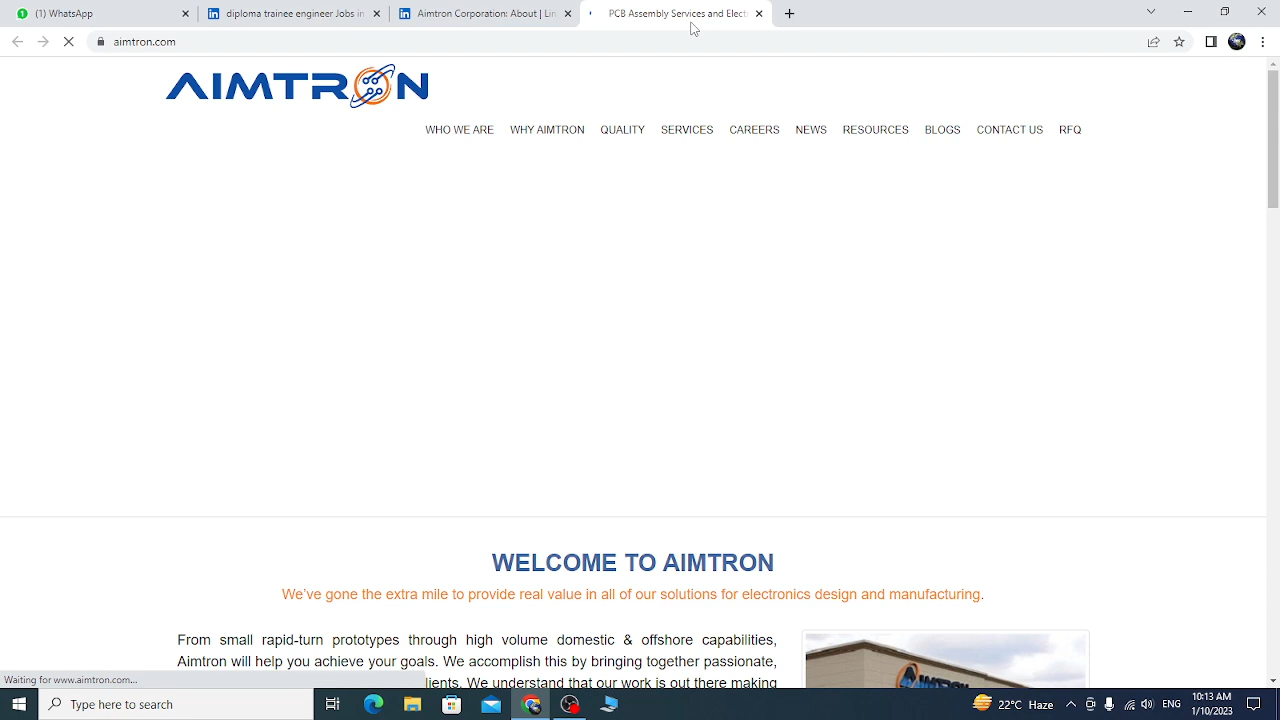 (1) WhatsApp
diploma trainee engineer Jobs in
Aimtron Corporation: About | Lin
PCB Assembly Services and Elect
aimtron.com
AIMTRON
WHO WE ARE WHY AIMTRON QUALITY SERVICES CAREERS NEWS RESOURCES BLOGS CONTACT US RFQ
WELCOME TO AIMTRON
We've gone the extra mile to provide real value in all of our solutions for electronics design and manufacturing.
From small rapid-turn prototypes through high volume domestic & offshore capabilities,
Aimtron will help you achieve your goals. We accomplish this by bringing together passionate,
lients. We understand that our work is out there making
AIMTRON
Waiting for www.aimtron.com...
Type here to search
22°C Haze
ENG
10:13 AM
1/10/2023